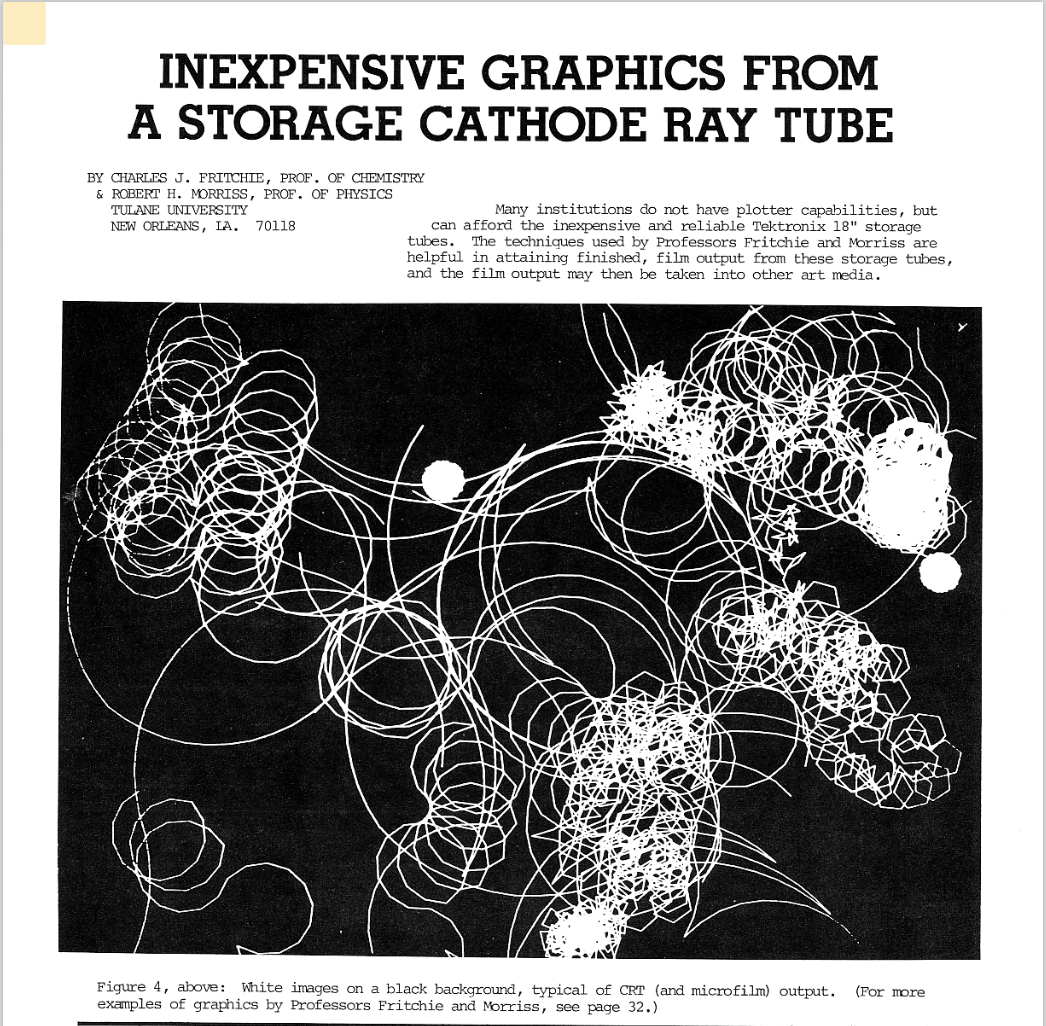 INEXPENSIVE GRAPHICS FROM
A STORAGE CATHODE RAY TUBE
BY CHARLES J. FRITCHIE, PROF. OF CHEMISTRY
& ROBERT H. MORRISS, PROF. OF PHYSICS
TULANE UNIVERSITY
NEW ORLEANS, LA. 70118
Many institutions do not have plotter capabilities, but
can afford the inexpensive and reliable Tektronix 18" storage
tubes. The techniques used by Professors Fritchie and Morriss are
helpful in attaining finished, film output from these storage tubes,
and the film output may then be taken into other art media.
Figure 4, above: White images on a black background, typical of CRT (and microfilm) output. (For more
examples of graphics by Professors Fritchie and Morriss, see page 32.)